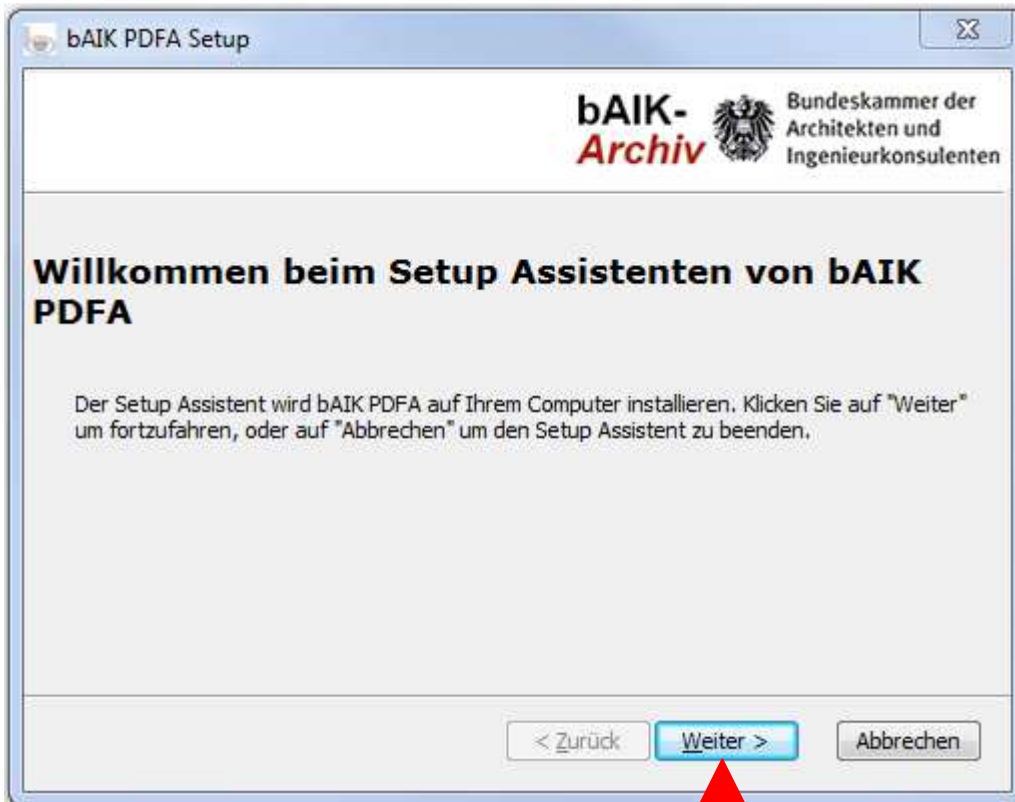 bAIK PDFA Setup
bAIK-
Archiv
Bundeskammer der
Architekten und
Ingenieurkonsulenten
Willkommen beim Setup Assistenten von bAIK
PDFA
Der Setup Assistent wird bAIK PDFA auf Ihrem Computer installieren. Klicken Sie auf "Weiter"
um fortzufahren, oder auf "Abbrechen" um den Setup Assistent zu beenden.
< Zurück Weiter > Abbrechen